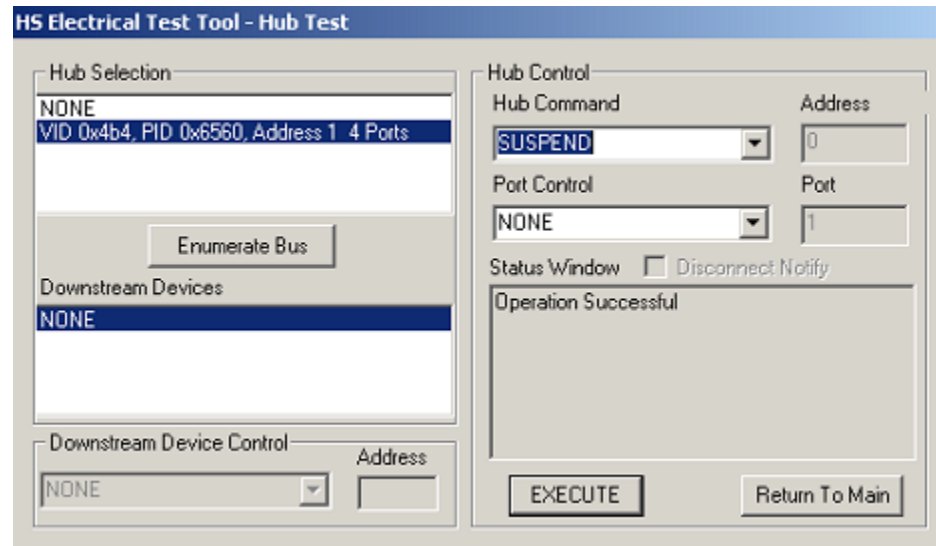 HS Electrical Test Tool - Hub Test
Hub Selection
NONE
VID 0x4b4, PID 0x6560, Address 1 4 Ports
Enumerate Bus
Downstream Devices
NONE
Downstream Device Control
Address
NONE
Hub Control
Hub Command
Address
SUSPEND
0
Port Control
Port
NONE
1
Status Window
Disconnect Notify
Operation Successful
EXECUTE
Return To Main